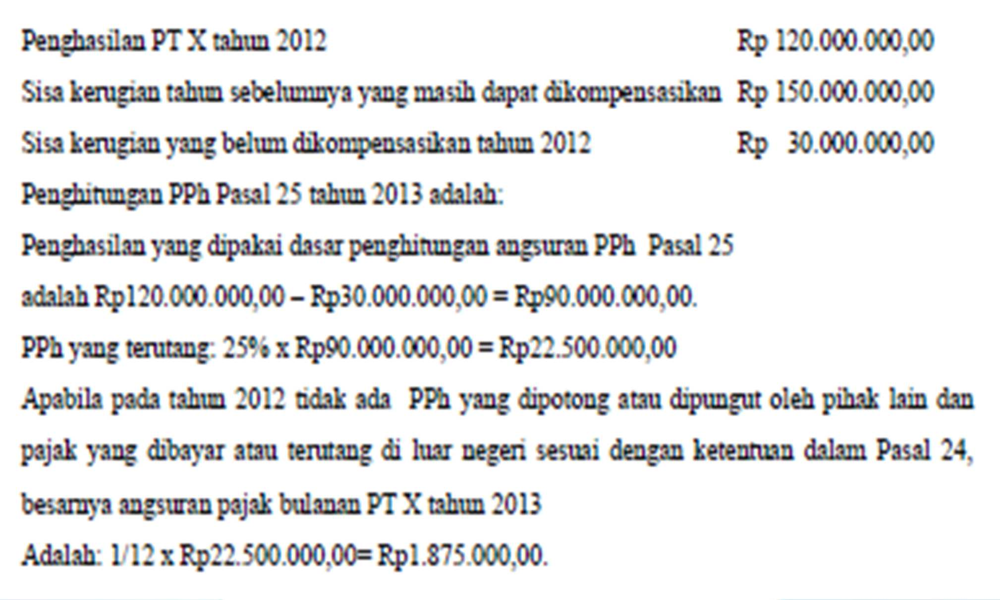 Penghasilan PT X tahun 2012 Rp 120.000.000,00
Sisa kerugian tahun sebelumnya yang masih dapat dikompensasikan Rp 150.000.000,00
Sisa kerugian yang belum dikompensasikan tahun 2012 Rp 30.000.000,00
Penghitungan PPh Pasal 25 tahun 2013 adalah:
Penghasilan yang dipakai dasar penghitungan angsuran PPh Pasal 25
adalah Rp120.000.000,00 – Rp30.000.000,00 = Rp90.000.000,00.
PPh yang terutang: 25% x Rp90.000.000,00 = Rp22.500.000,00
Apabila pada tahun 2012 tidak ada PPh yang dipotong atau dipungut oleh pihak lain dan
pajak yang dibayar atau terutang di luar negeri sesuai dengan ketentuan dalam Pasal 24,
besarnya angsuran pajak bulanan PT X tahun 2013
Adalah: 1/12 x Rp22.500.000,00= Rp1.875.000,00.